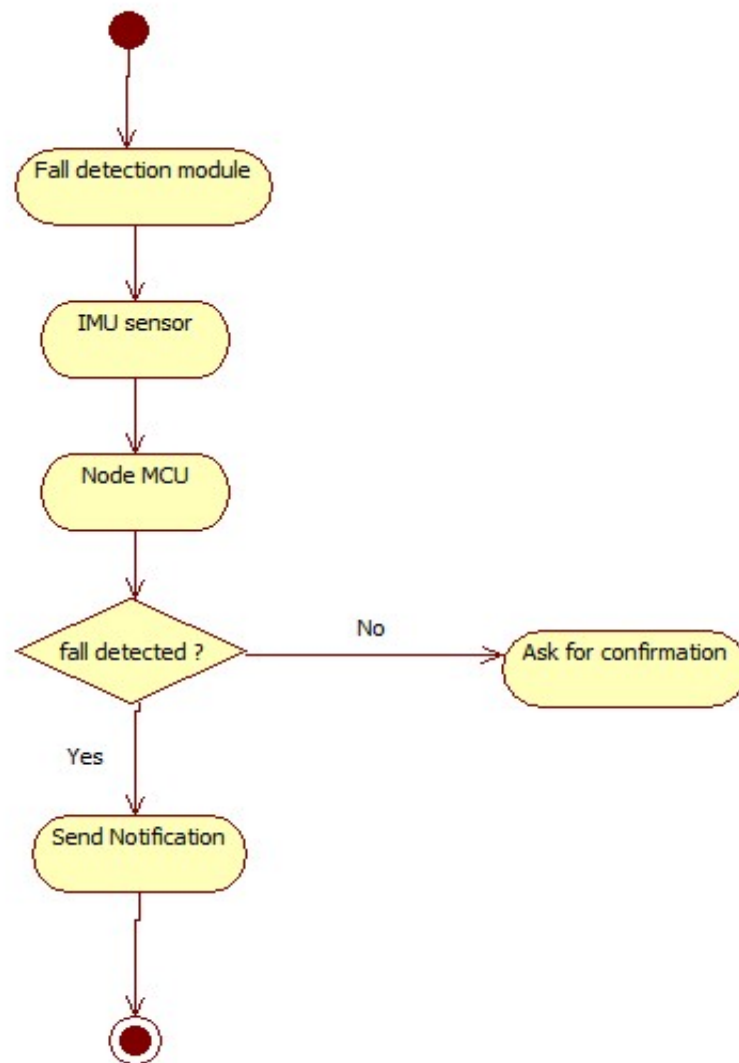 Fall detection module
IMU sensor
Node MCU
fall detected ?
No
Ask for confirmation
Yes
Send Notification